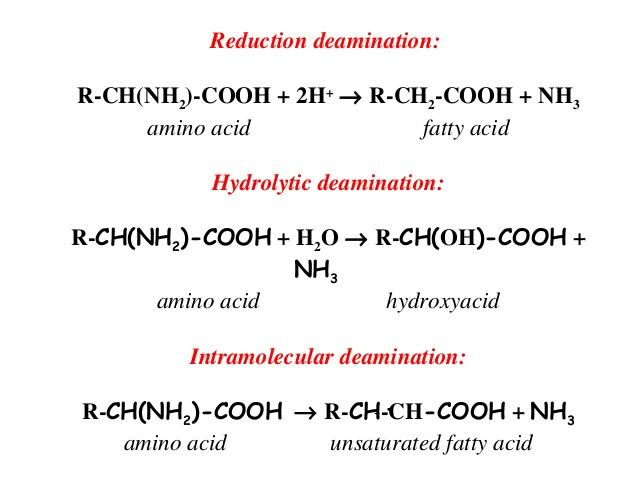 Reduction deamination:
R-CH(NH₂)-COOH + 2H⁺ → R-CH₂-COOH + NH₃
amino acid fatty acid
Hydrolytic deamination:
R-CH(NH₂)-COOH + H₂O → R-CH(OH)-COOH +
NH₃
amino acid hydroxyacid
Intramolecular deamination:
R-CH(NH₂)-COOH → R-CH-CH-COOH + NH₃
amino acid unsaturated fatty acid